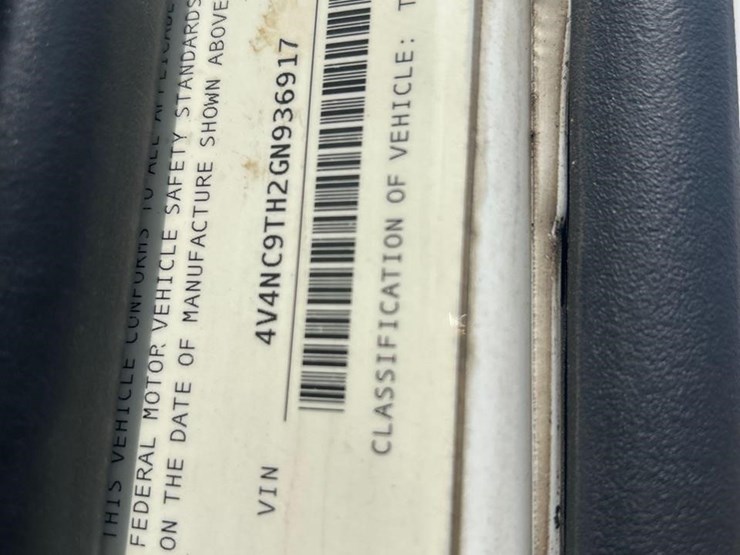 THIS VEHICLE CONFORMS TO ALL
FEDERAL MOTOR VEHICLE SAFETY STANDARDS
ON THE DATE OF MANUFACTURE SHOWN ABOVE
VIN 4V4NC9TH2GN936917
CLASSIFICATION OF VEHICLE: T